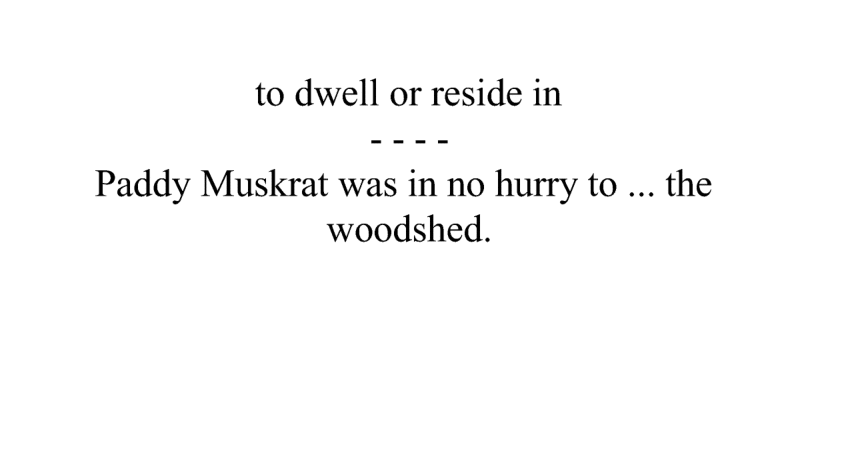 to dwell or reside in
- - - -
Paddy Muskrat was in no hurry to ... the
woodshed.